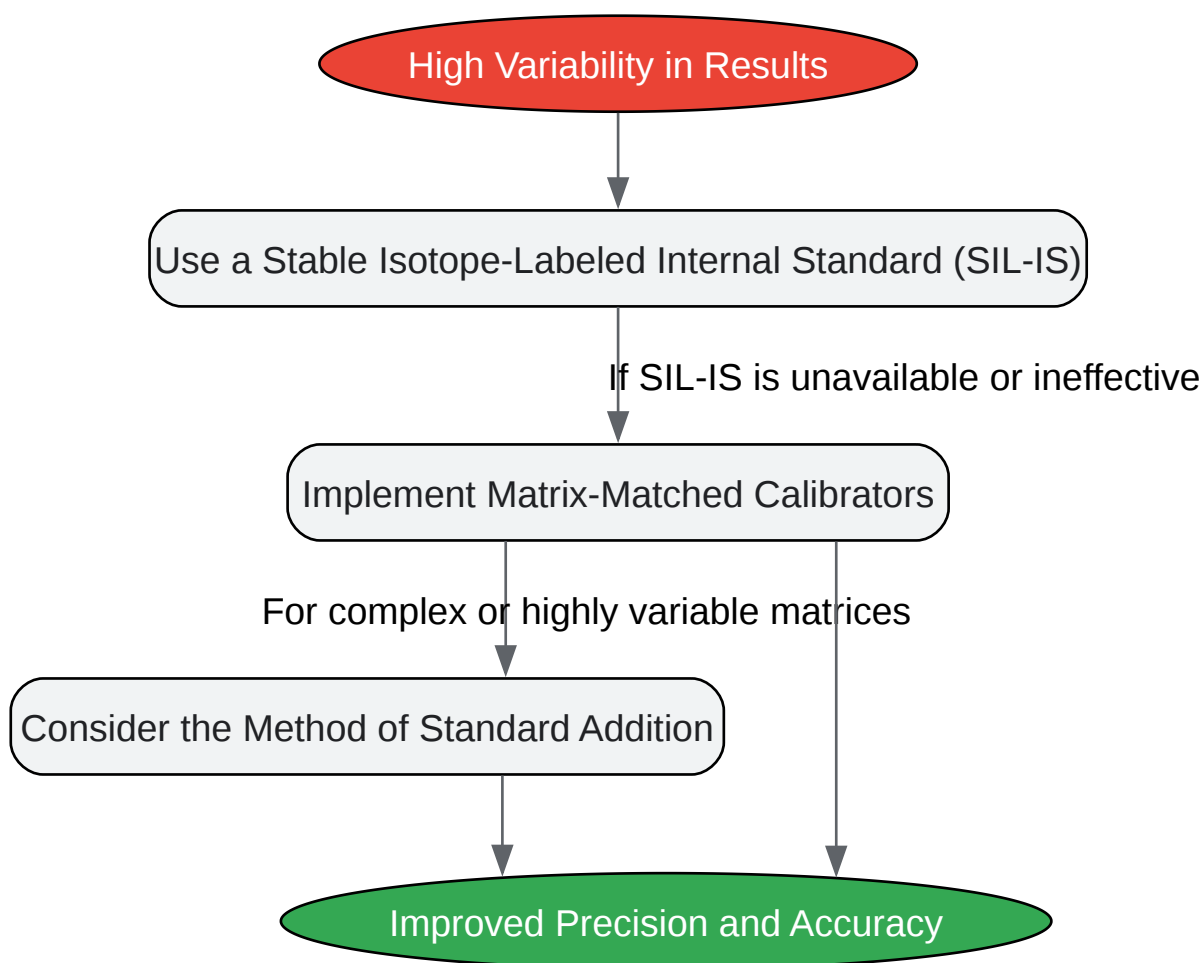 High Variability in Results
Use a Stable Isotope-Labeled Internal Standard (SIL-IS)
If SIL-IS is unavailable or ineffective
Implement Matrix-Matched Calibrators
For complex or highly variable matrices
Consider the Method of Standard Addition
Improved Precision and Accuracy